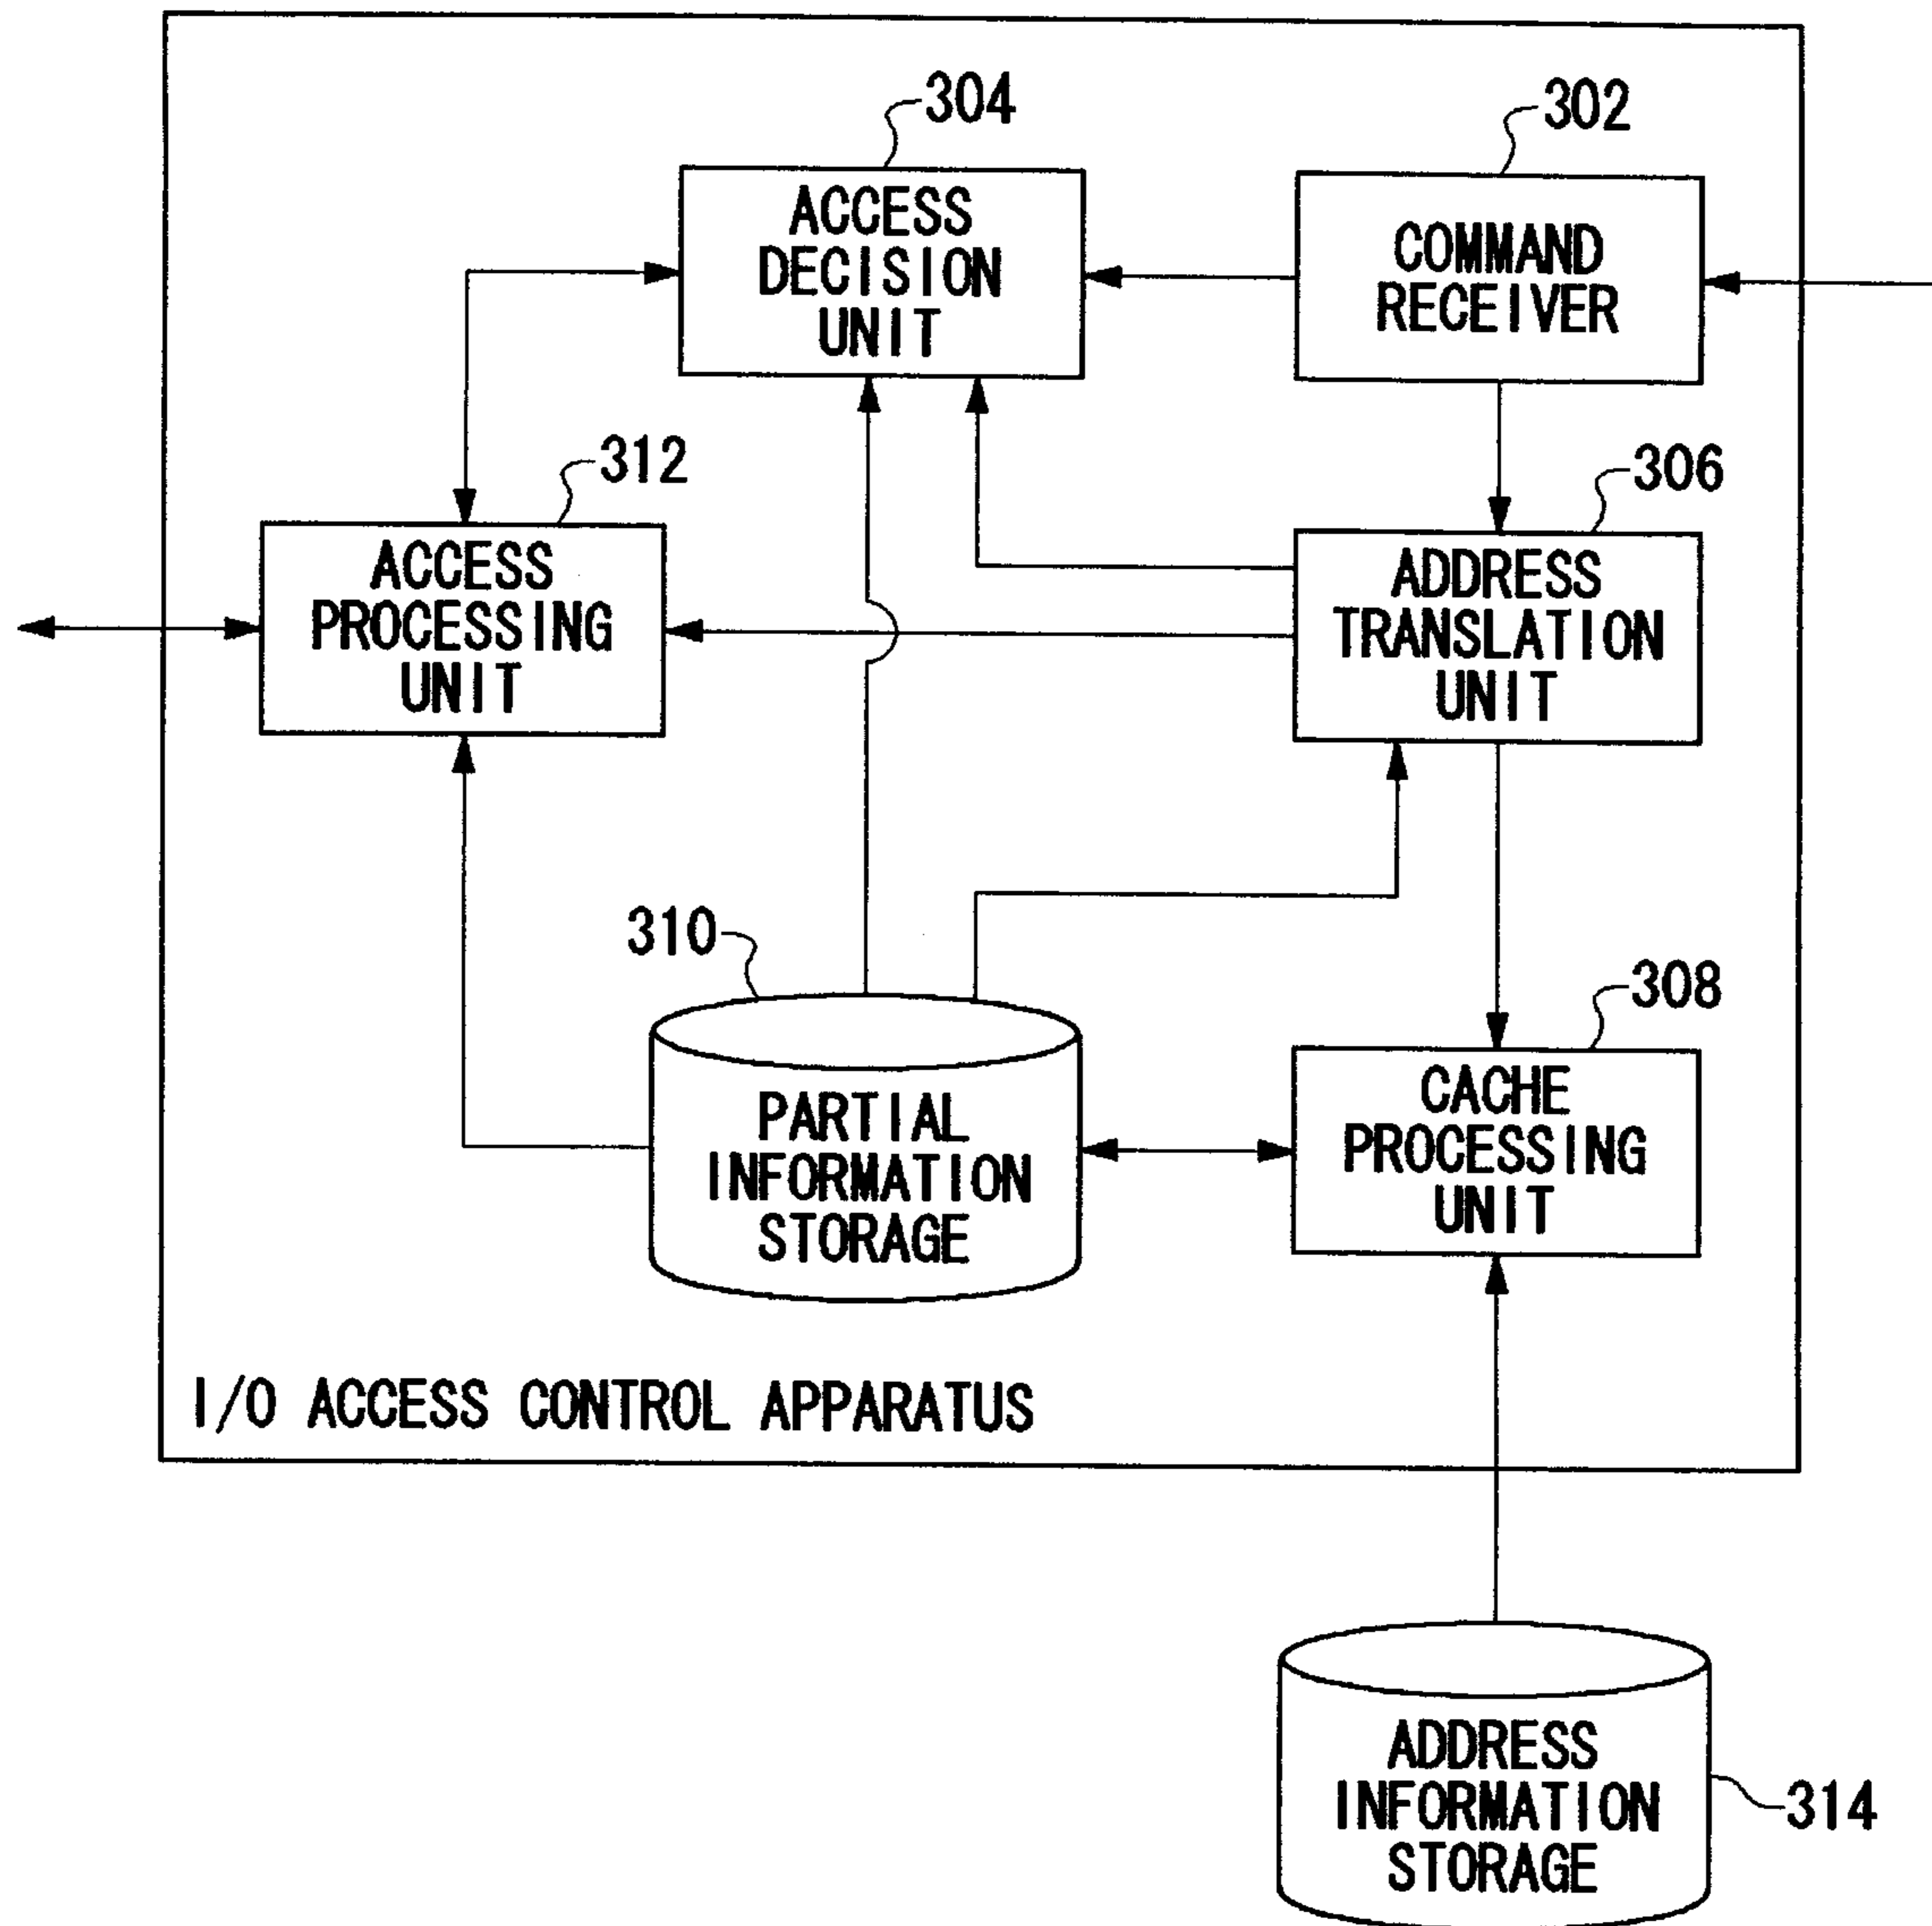 304
302
ACCESS
DECISION
UNIT
COMMAND
RECEIVER
312
306
ACCESS
PROCESSING
UNIT
ADDRESS
TRANSLATION
UNIT
310
308
PARTIAL
INFORMATION
STORAGE
CACHE
PROCESSING
UNIT
I/O ACCESS CONTROL APPARATUS
ADDRESS
INFORMATION
STORAGE
314